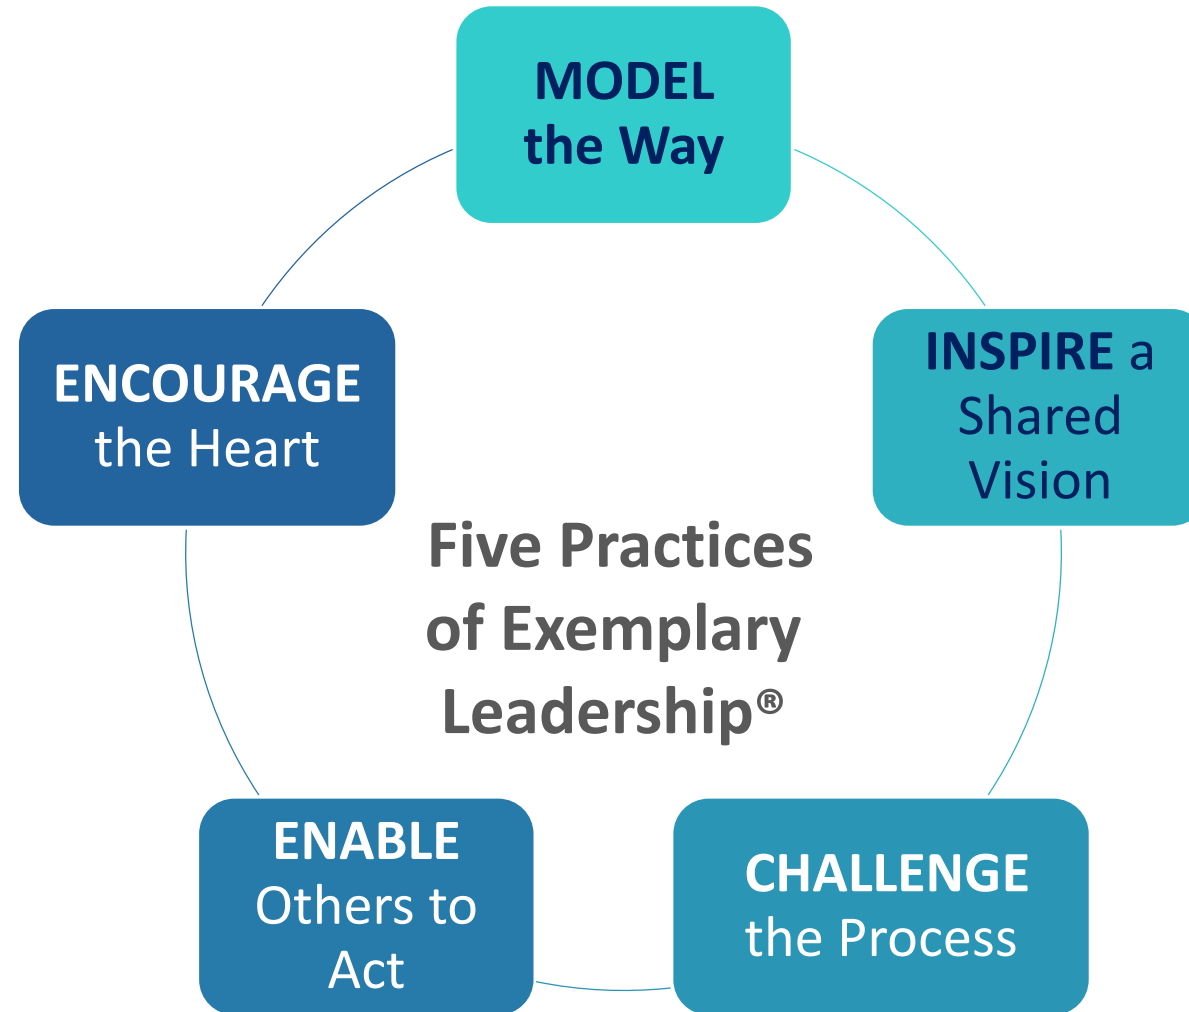 MODEL
the Way
INSPIRE a
Shared
Vision
CHALLENGE
the Process
ENABLE
Others to
Act
ENCOURAGE
the Heart
Five Practices
of Exemplary
Leadership®